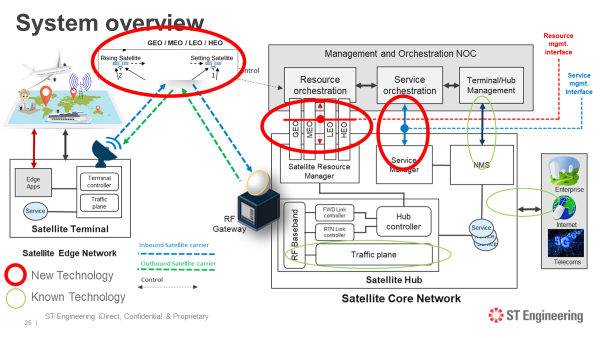 System overview
GEO / MEO / LEO / HEO
Rising Satellite
Setting Satellite
2
1
Control
Management and Orchestration NOC
Resource
orchestration
Service
orchestration
Terminal/Hub
Management
Resource
mgmt.
interface
Service
mgmt.
Interface
GEO
MEO
LEO
HEO
Satellite Resource
Manager
Service
Manager
NMS
Edge
Apps
Terminal
controller
Traffic
plane
Service
Satellite Terminal
Satellite Edge Network
RF
Gateway
RF Baseband
FWD Link
controller
RTN Link
controller
Hub
controller
Traffic plane
Satellite Hub
Service
Service
Service
Satellite Core Network
Enterprise
Internet
5G
Telecoms
Inbound Satellite carrier
Outbound Satellite carrier
Control
New Technology
Known Technology
ST Engineering iDirect, Confidential & Proprietary
25 |
ST Engineering